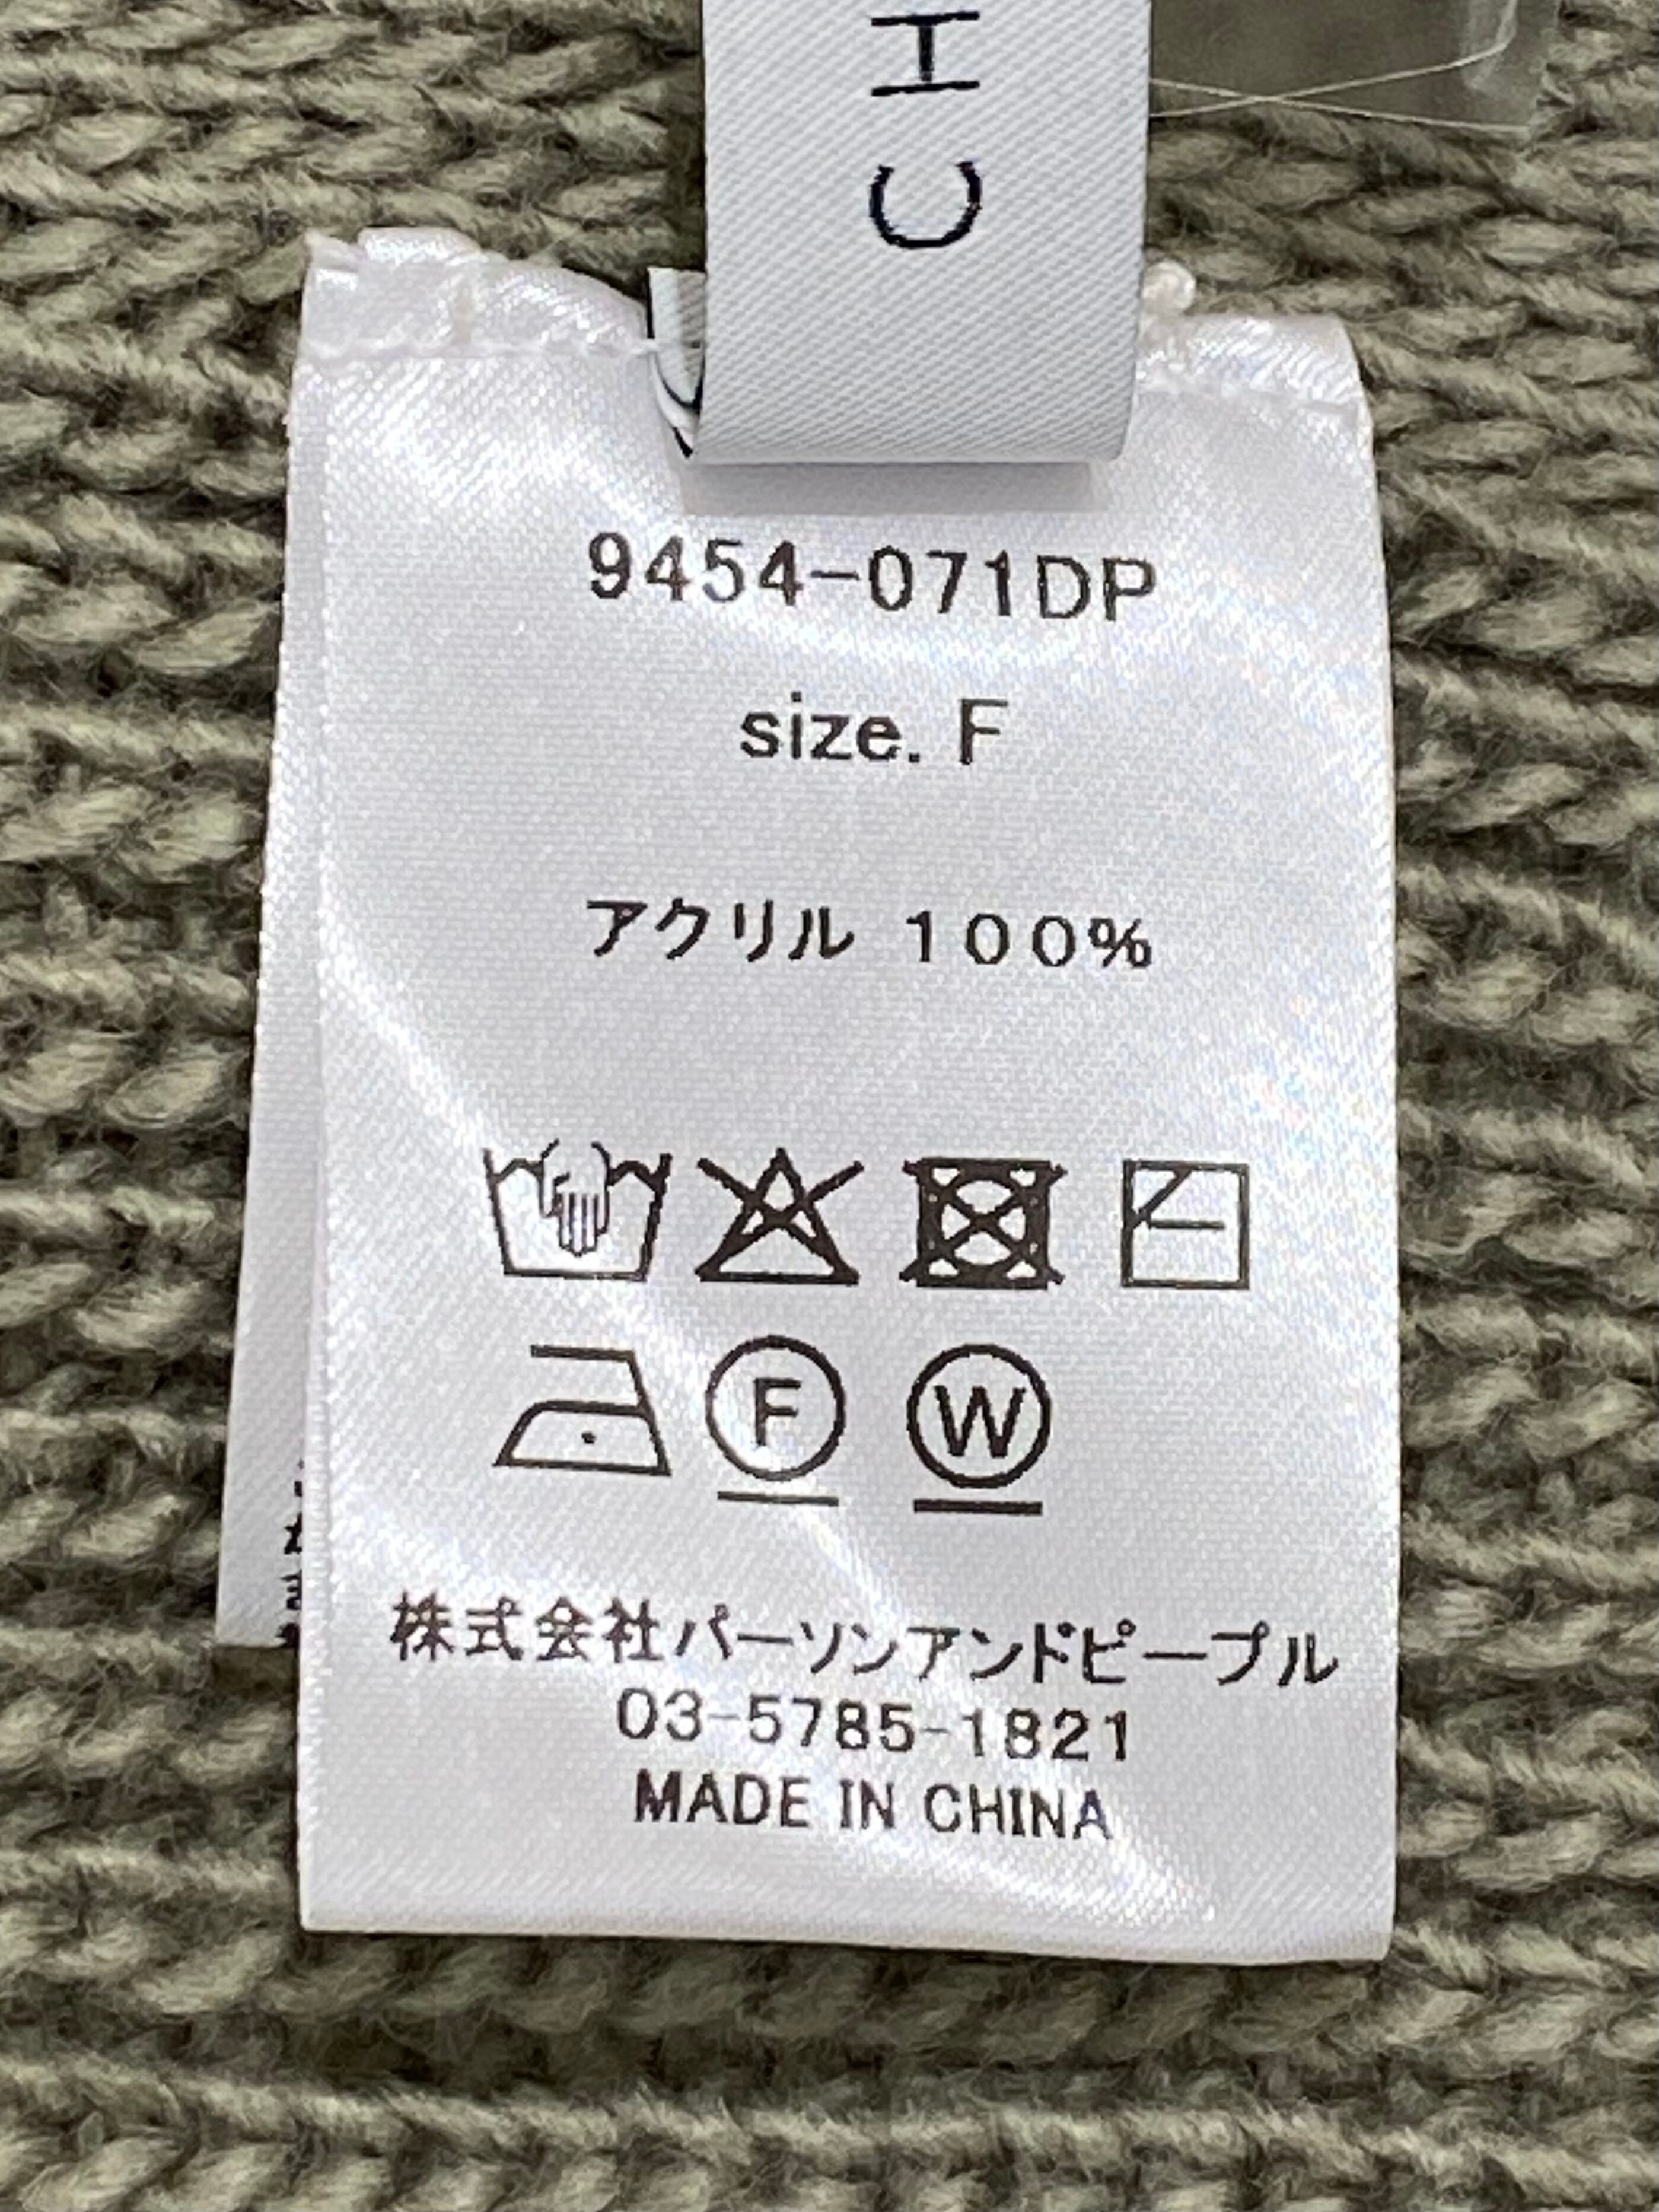 CH
9454-071DP
size. F
アクリル 100%
F W
株式会社パーソンアンドピープル
03-5785-1821
MADE IN CHINA